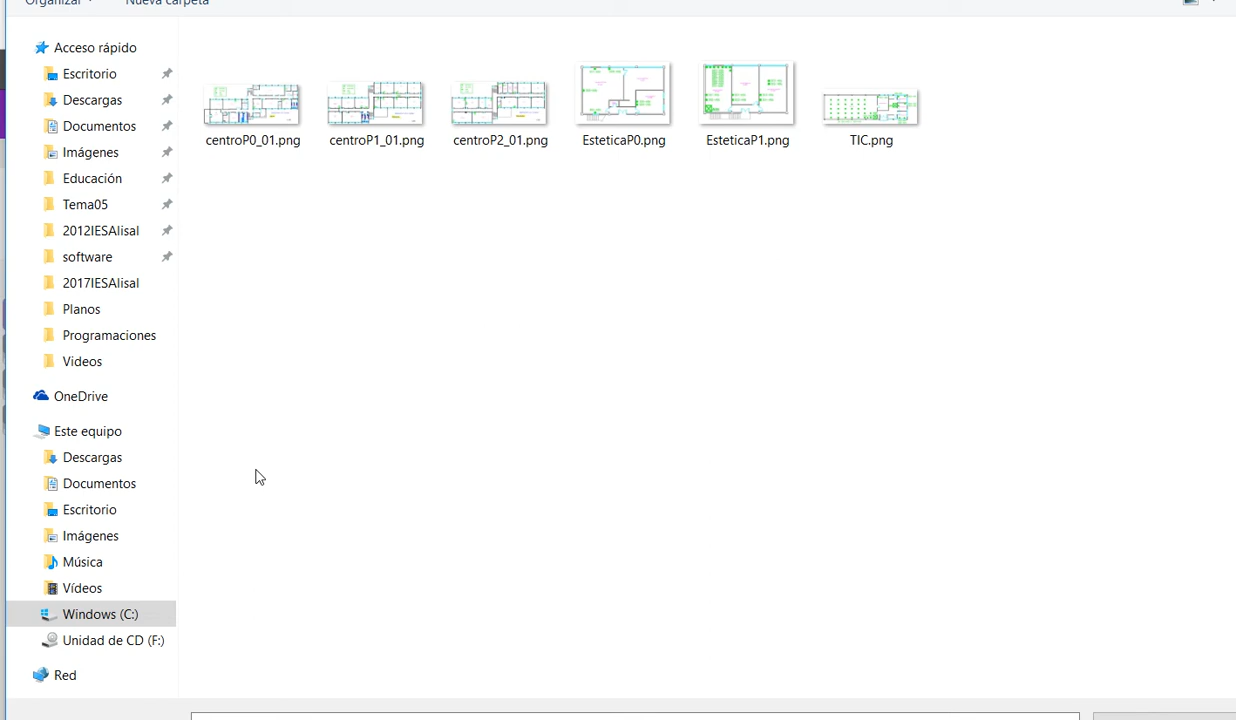 Organizar
Nueva carpeta
Acceso rápido
Escritorio
Descargas
Documentos
Imágenes
Educación
Tema05
2012IESAlisal
software
2017IESAlisal
Planos
Programaciones
Videos
OneDrive
Este equipo
Descargas
Documentos
Escritorio
Imágenes
Música
Vídeos
Windows (C:)
Unidad de CD (F:)
Red
centroP0_01.png
centroP1_01.png
centroP2_01.png
EsteticaP0.png
EsteticaP1.png
TIC.png